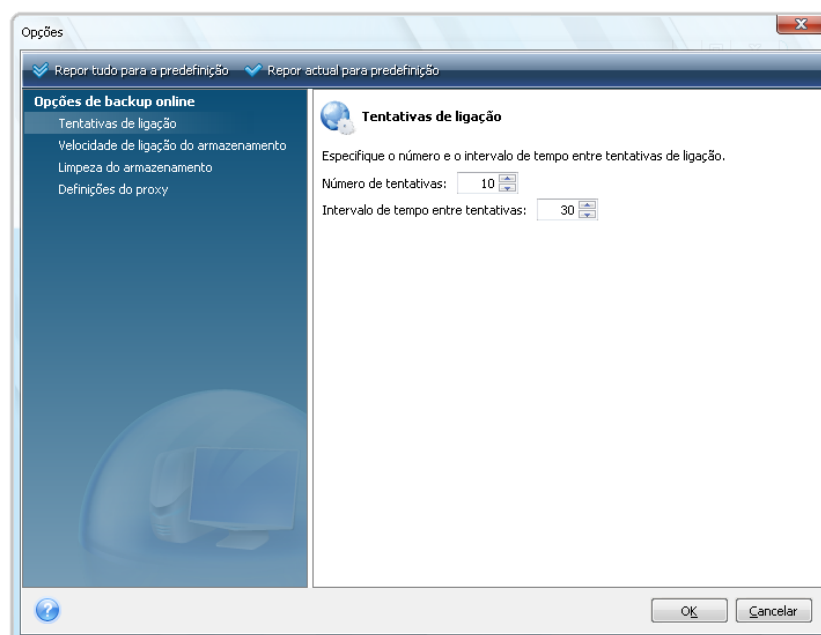 Opções
Repor tudo para a predefinição Repor actual para predefinição
Opções de backup online
Tentativas de ligação
Velocidade de ligação do armazenamento
Limpeza do armazenamento
Definições do proxy
Tentativas de ligação
Especifique o número e o intervalo de tempo entre tentativas de ligação.
Número de tentativas: 10
Intervalo de tempo entre tentativas: 30
OK Cancelar